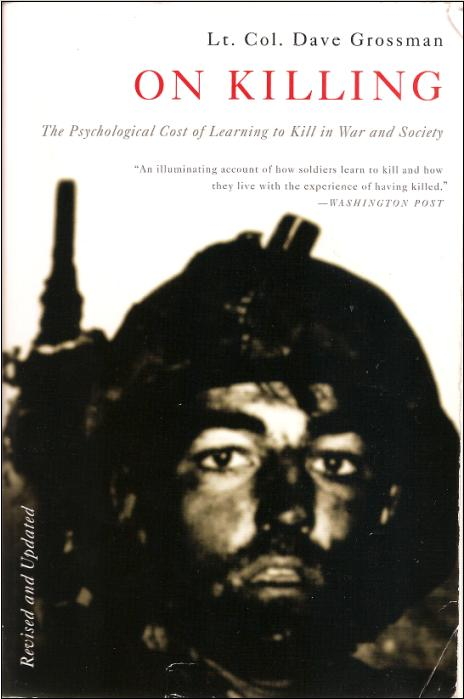 Lt. Col. Dave Grossman
ON KILLING
The Psychological Cost of Learning to Kill in War and Society
“An illuminating account of how soldiers learn to kill and how
they live with the experience of having killed.”
—WASHINGTON POST
Revised and Updated